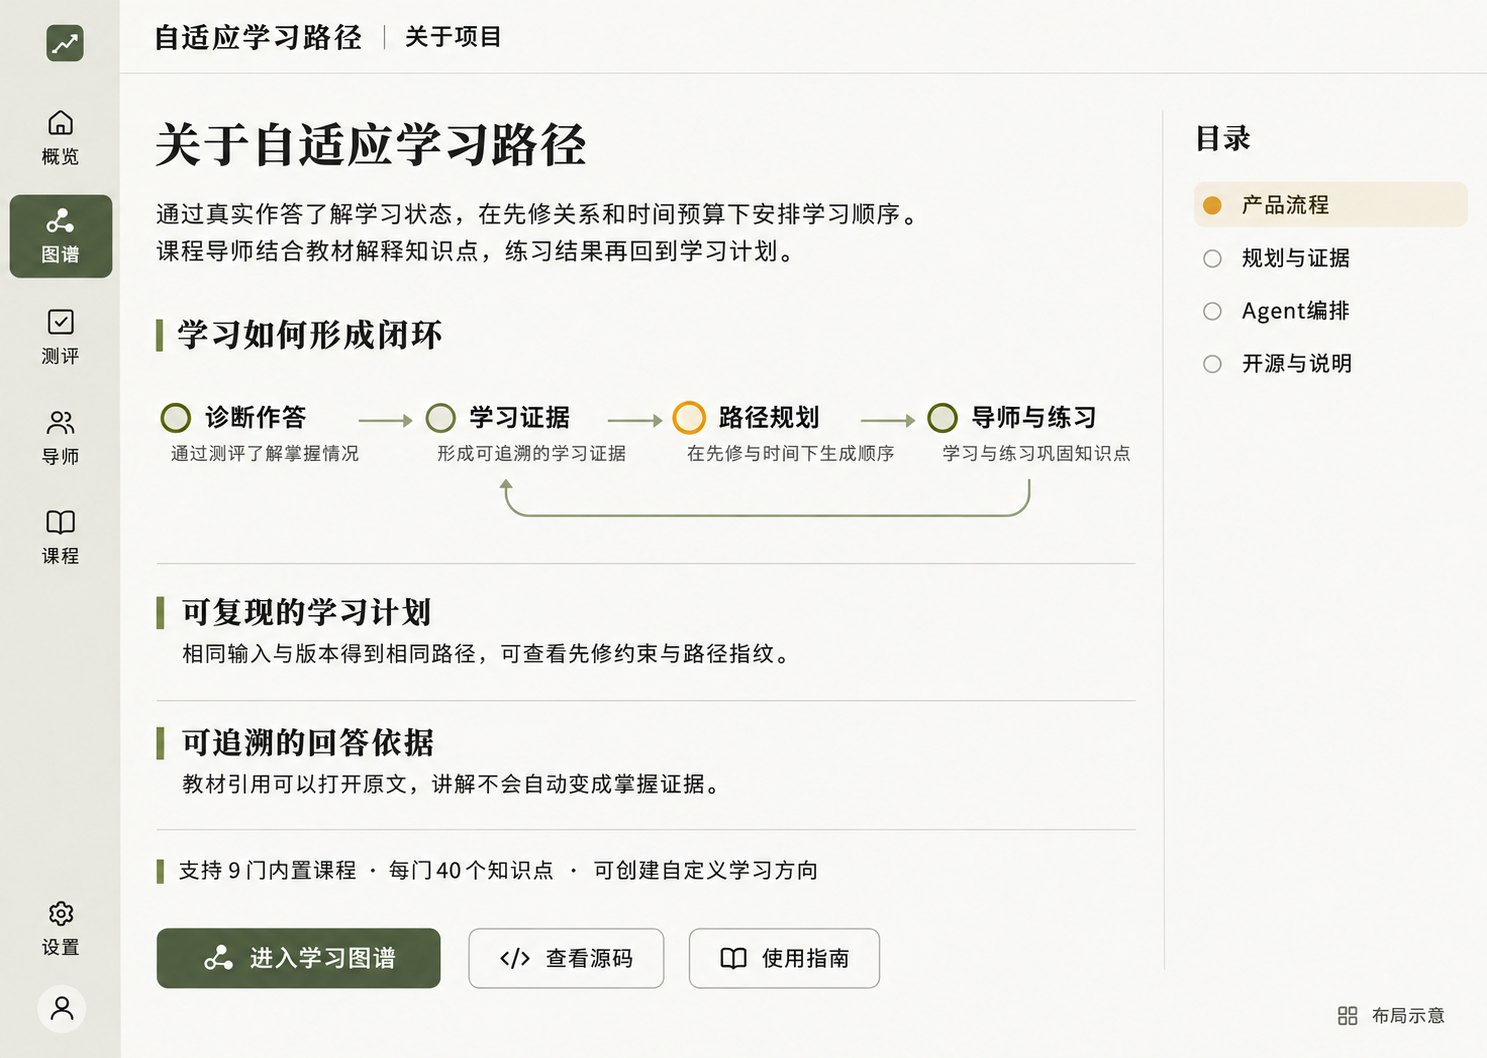 自适应学习路径
关于项目
概览
图谱
测评
导师
课程
设置
关于自适应学习路径
通过真实作答了解学习状态，在先修关系和时间预算下安排学习顺序。
课程导师结合教材解释知识点，练习结果再回到学习计划。
学习如何形成闭环
诊断作答
通过测评了解掌握情况
学习证据
形成可追溯的学习证据
路径规划
在先修与时间下生成顺序
导师与练习
学习与练习巩固知识点
可复现的学习计划
相同输入与版本得到相同路径，可查看先修约束与路径指纹。
可追溯的回答依据
教材引用可以打开原文，讲解不会自动变成掌握证据。
支持 9 门内置课程 · 每门 40 个知识点 · 可创建自定义学习方向
进入学习图谱
</> 查看源码
使用指南
目录
产品流程
规划与证据
Agent编排
开源与说明
布局示意